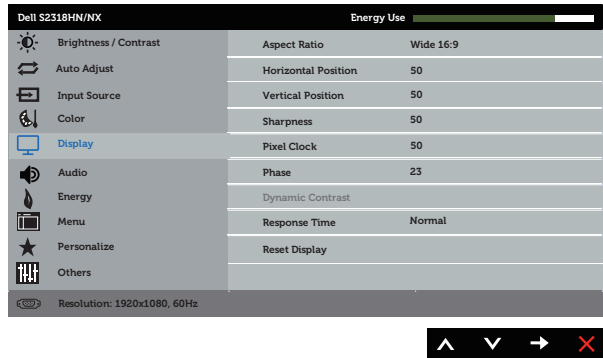 Dell S2318HN/NX Energy Use
Brightness / Contrast
Auto Adjust
Input Source
Color
Display
Audio
Energy
Menu
Personalize
Others
Aspect Ratio Wide 16:9
Horizontal Position 50
Vertical Position 50
Sharpness 50
Pixel Clock 50
Phase 23
Dynamic Contrast
Response Time Normal
Reset Display
Resolution: 1920x1080, 60Hz